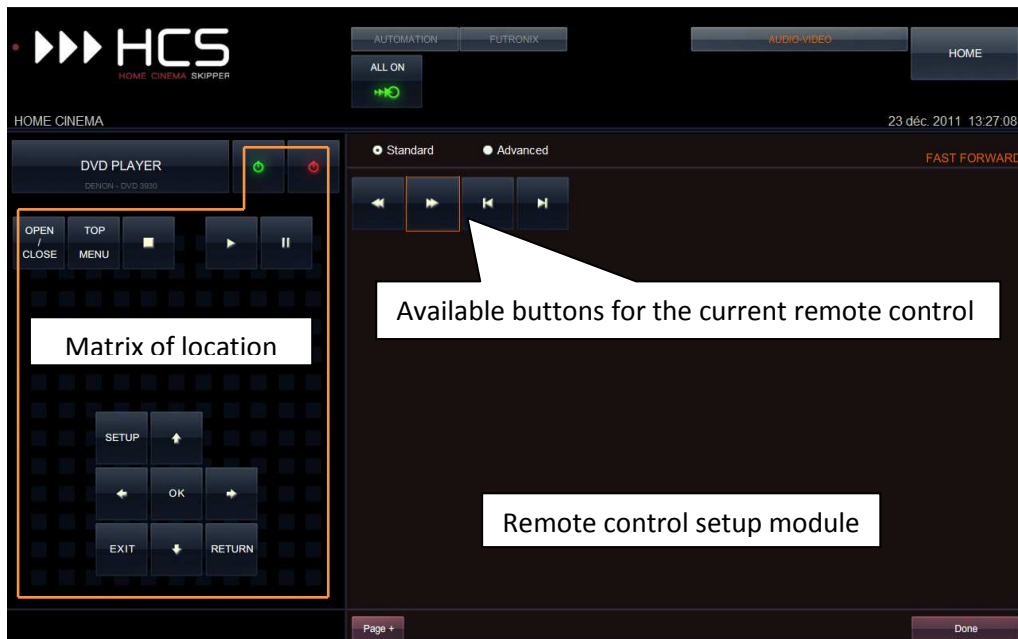 HCS
HOME CINEMA SKIPPER
AUTOMATION
FUTRONIX
AUDIO-VIDEO
HOME
ALL ON
HOME CINEMA
23 déc. 2011 13:27:08
DVD PLAYER
DENON - DVD 3930
Standard
Advanced
FAST FORWARD
OPEN
/
CLOSE
TOP
MENU
Available buttons for the current remote control
Matrix of location
SETUP
OK
EXIT
RETURN
Remote control setup module
Page +
Done